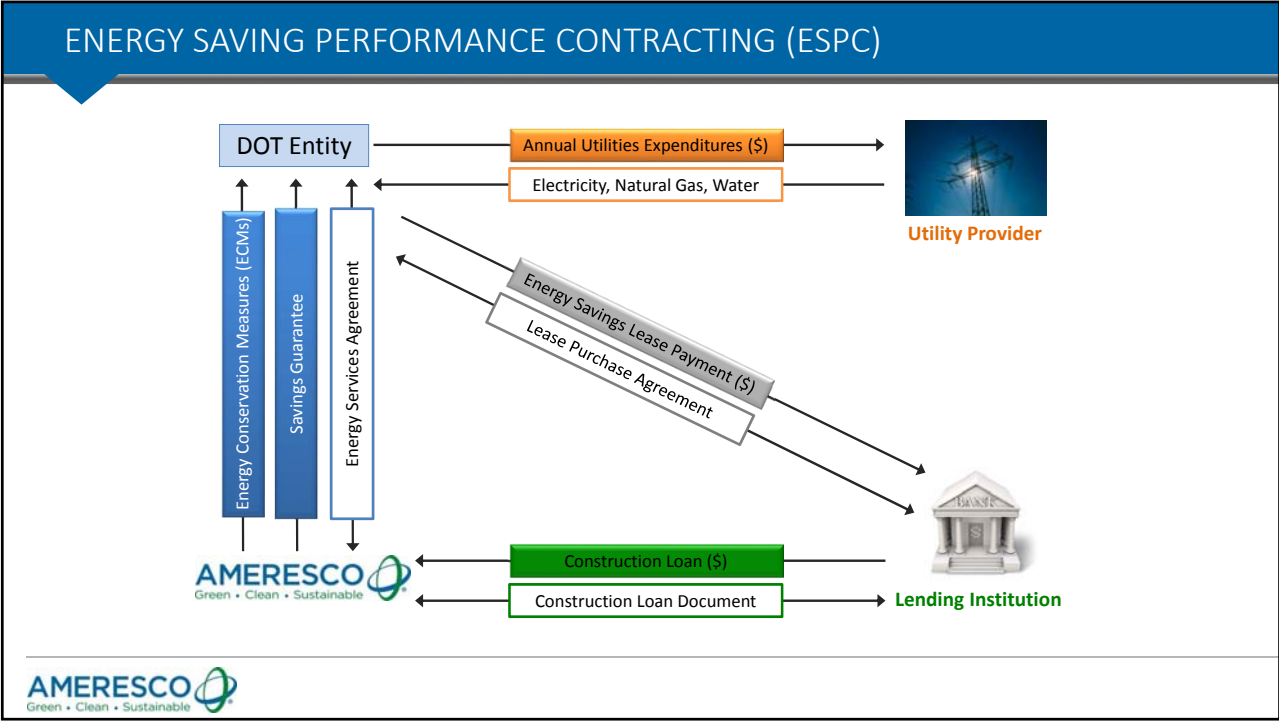 ENERGY SAVING PERFORMANCE CONTRACTING (ESPC)
DOT Entity
Annual Utilities Expenditures ($)
Electricity, Natural Gas, Water
Utility Provider
Energy Conservation Measures (ECMs)
Savings Guarantee
Energy Services Agreement
Energy Savings Lease Payment ($)
Lease Purchase Agreement
BANK
$
AMERESCO
Green • Clean • Sustainable
Construction Loan ($)
Construction Loan Document
Lending Institution
AMERESCO
Green • Clean • Sustainable